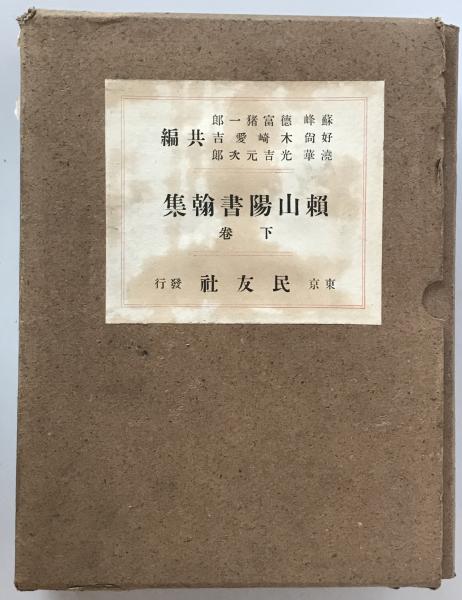 蘇峰 德富猪一郎
好尙 木崎愛吉 共編
澆華 光吉元次郎
賴山陽書翰集
下卷
東京 民友社 發行